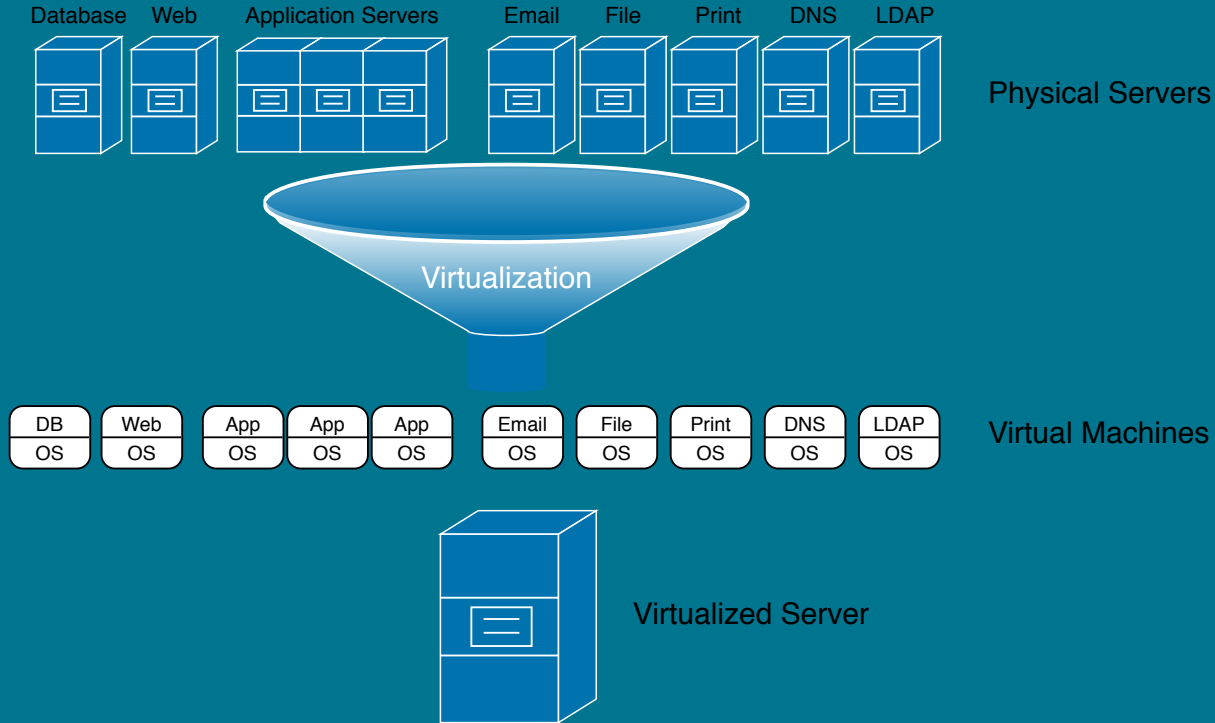 Database Web Application Servers Email File Print DNS LDAP
Physical Servers
Virtualization
DB Web App App App Email File Print DNS LDAP
OS OS OS OS OS OS OS OS OS OS
Virtual Machines
Virtualized Server